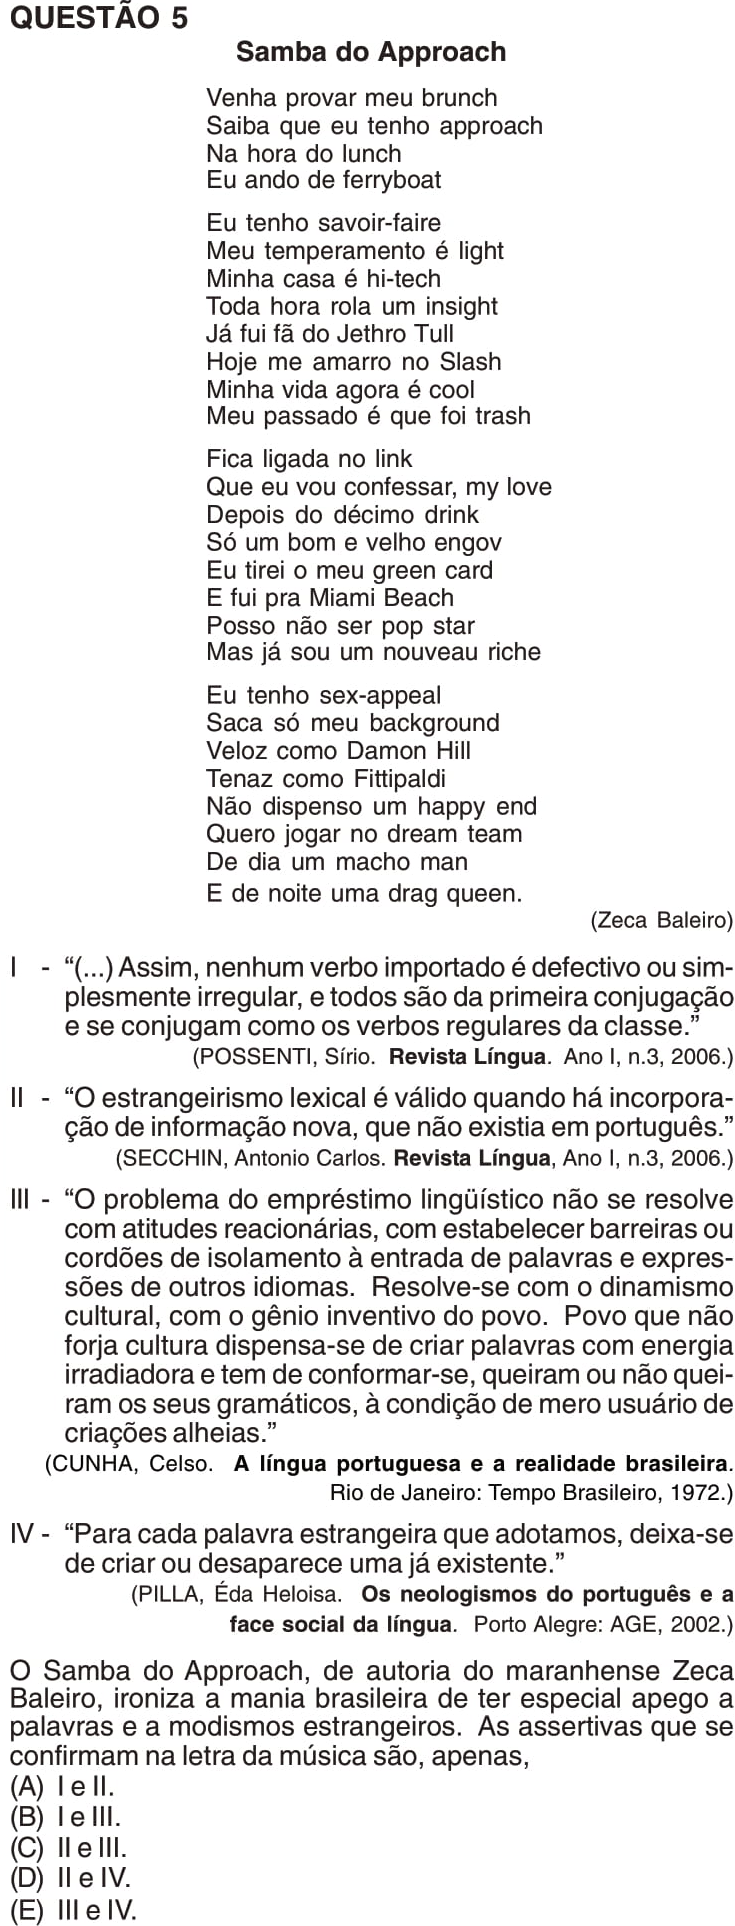 QUESTÃO 5
Samba do Approach
Venha provar meu brunch
Saiba que eu tenho approach
Na hora do lunch
Eu ando de ferryboat
Eu tenho savoir-faire
Meu temperamento é light
Minha casa é hi-tech
Toda hora rola um insight
Já fui fã do Jethro Tull
Hoje me amarro no Slash
Minha vida agora é cool
Meu passado é que foi trash
Fica ligada no link
Que eu vou confessar, my love
Depois do décimo drink
Só um bom e velho engov
Eu tirei o meu green card
E fui pra Miami Beach
Posso não ser pop star
Mas já sou um nouveau riche
Eu tenho sex-appeal
Saca só meu background
Veloz como Damon Hill
Tenaz como Fittipaldi
Não dispenso um happy end
Quero jogar no dream team
De dia um macho man
E de noite uma drag queen.
(Zeca Baleiro)
I - “(...) Assim, nenhum verbo importado é defectivo ou sim-
plesmente irregular, e todos são da primeira conjugação
e se conjugam como os verbos regulares da classe.”
(POSSENTI, Sírio. Revista Língua. Ano I, n.3, 2006.)
II - “O estrangeirismo lexical é válido quando há incorpora-
ção de informação nova, que não existia em português.”
(SECCHIN, Antonio Carlos. Revista Língua, Ano I, n.3, 2006.)
III - “O problema do empréstimo lingüístico não se resolve
com atitudes reacionárias, com estabelecer barreiras ou
cordões de isolamento à entrada de palavras e expres-
sões de outros idiomas. Resolve-se com o dinamismo
cultural, com o gênio inventivo do povo. Povo que não
forja cultura dispensa-se de criar palavras com energia
irradiadora e tem de conformar-se, queiram ou não quei-
ram os seus gramáticos, à condição de mero usuário de
criações alheias.”
(CUNHA, Celso. A língua portuguesa e a realidade brasileira.
Rio de Janeiro: Tempo Brasileiro, 1972.)
IV - “Para cada palavra estrangeira que adotamos, deixa-se
de criar ou desaparece uma já existente.”
(PILLA, Éda Heloisa. Os neologismos do português e a
face social da língua. Porto Alegre: AGE, 2002.)
O Samba do Approach, de autoria do maranhense Zeca
Baleiro, ironiza a mania brasileira de ter especial apego a
palavras e a modismos estrangeiros. As assertivas que se
confirmam na letra da música são, apenas,
(A) I e II.
(B) I e III.
(C) II e III.
(D) II e IV.
(E) III e IV.